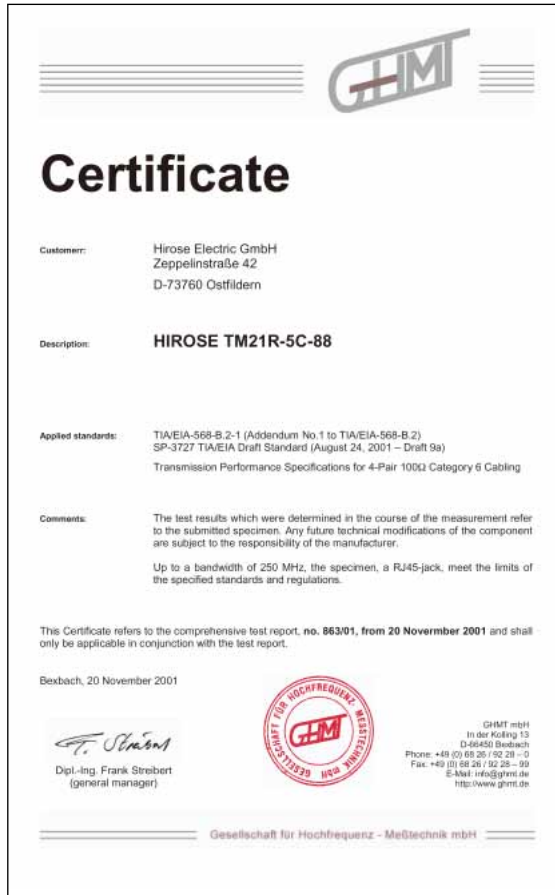 GHMT
Certificate
Customerr:
Hirose Electric GmbH
Zeppelinstraße 42
D-73760 Ostfildern
Description:
HIROSE TM21R-5C-88
Applied standards:
TIA/EIA-568-B.2-1 (Addendum No.1 to TIA/EIA-568-B.2)
SP-3727 TIA/EIA Draft Standard (August 24, 2001 – Draft 9a)
Transmission Performance Specifications for 4-Pair 100Ω Category 6 Cabling
Comments:
The test results which were determined in the course of the measurement refer
to the submitted specimen. Any future technical modifications of the component
are subject to the responsibility of the manufacturer.
Up to a bandwidth of 250 MHz, the specimen, a RJ45-jack, meet the limits of
the specified standards and regulations.
This Certificate refers to the comprehensive test report, no. 863/01, from 20 Novermber 2001 and shall
only be applicable in conjunction with the test report.
Bexbach, 20 November 2001
F. Streibert
Dipl.-Ing. Frank Streibert
(general manager)
GESELLSCHAFT FÜR HOCHFREQUENZ- MESSTECHNIK mbH
GHMT
GHMT mbH
In der Kolling 13
D-66450 Bexbach
Phone: +49 (0) 68 26 / 92 28 – 0
Fax: +49 (0) 68 26 / 92 28 – 99
E-Mail: info@ghmt.de
http://www.ghmt.de
Gesellschaft für Hochfrequenz - Meßtechnik mbH